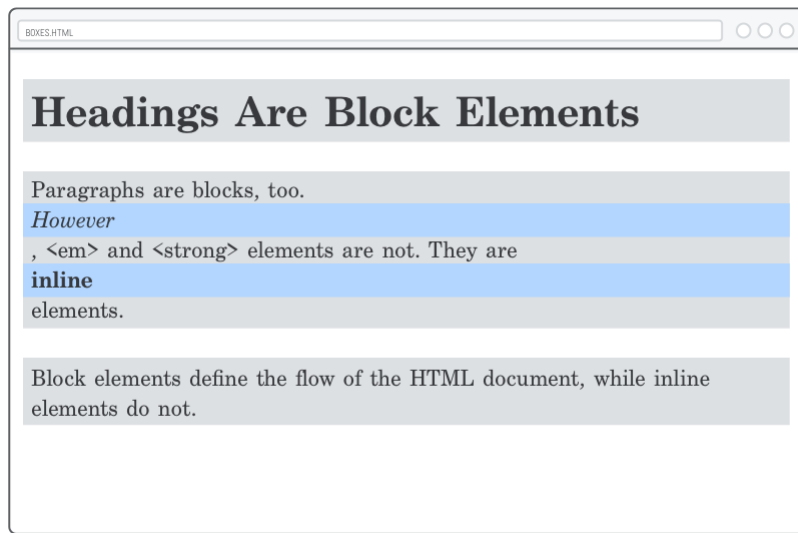 BOXES.HTML
Headings Are Block Elements
Paragraphs are blocks, too.
However
, <em> and <strong> elements are not. They are
inline
elements.
Block elements define the flow of the HTML document, while inline
elements do not.